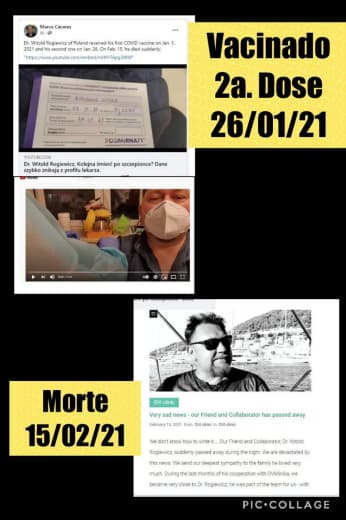 Marco Cáceres
Dr. Witold Rogiewicz of Poland received his first COVID vaccine on Jan. 1,
2021 and his second one on Jan. 26. On Feb. 15, he died suddenly.
YOUTUBE.COM
Dr. Witold Rogiewicz. Kolejna śmierć po szczepionce? Dane
szybko znikają z profilu lekarza.
Vacinado
2a. Dose
26/01/21
Morte
15/02/21
Very sad news - our Friend and Collaborator has passed away
February 16, 2021
We don't know how to write it... Our Friend and Collaborator, Dr. Witold
Rogiewicz, suddenly passed away during the night. We are devastated by
this news. We send our deepest sympathy to the family he loved very
much. During the last months of his cooperation with
became very close to Dr. Rogiewicz, he was part of the team for us - with
PIC•COLLAGE